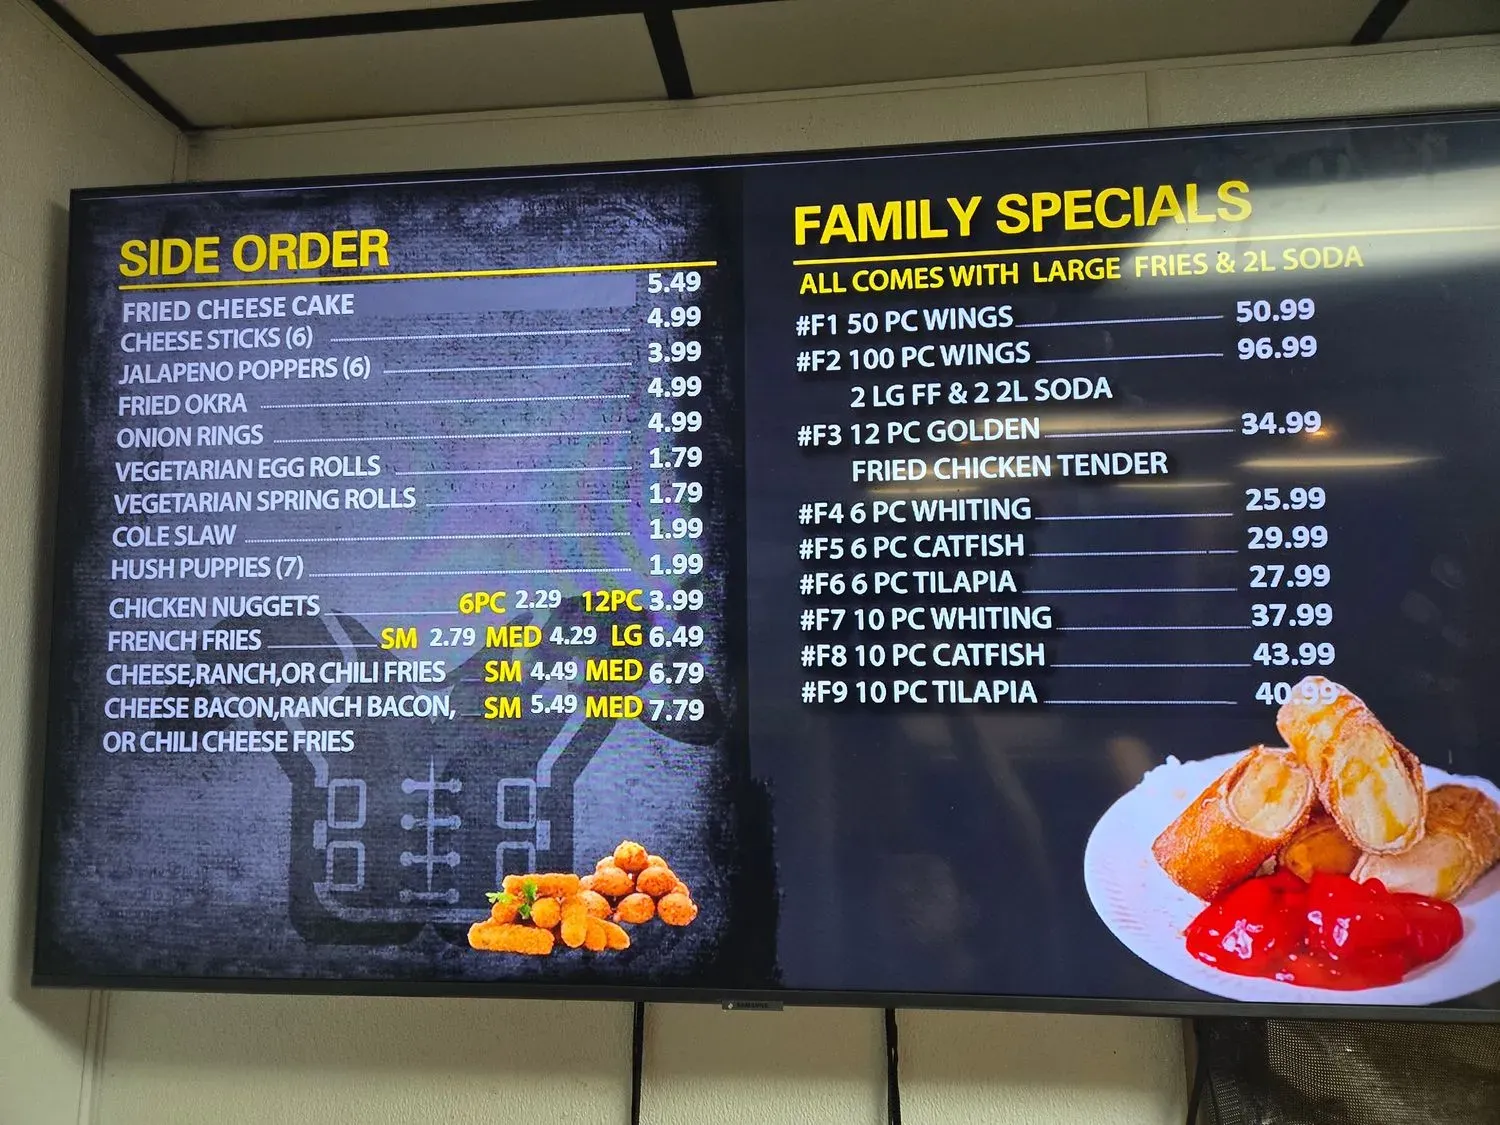 SIDE ORDER
FRIED CHEESE CAKE 5.49
CHEESE STICKS (6) 4.99
JALAPENO POPPERS (6) 3.99
FRIED OKRA 4.99
ONION RINGS 4.99
VEGETARIAN EGG ROLLS 1.79
VEGETARIAN SPRING ROLLS 1.79
COLE SLAW 1.99
HUSH PUPPIES (7) 1.99
CHICKEN NUGGETS 6PC 2.29 12PC 3.99
FRENCH FRIES SM 2.79 MED 4.29 LG 6.49
CHEESE,RANCH,OR CHILI FRIES SM 4.49 MED 6.79
CHEESE BACON,RANCH BACON, SM 5.49 MED 7.79
OR CHILI CHEESE FRIES
FAMILY SPECIALS
ALL COMES WITH LARGE FRIES & 2L SODA
#F1 50 PC WINGS 50.99
#F2 100 PC WINGS 96.99
2 LG FF & 2 2L SODA
#F3 12 PC GOLDEN 34.99
FRIED CHICKEN TENDER
#F4 6 PC WHITING 25.99
#F5 6 PC CATFISH 29.99
#F6 6 PC TILAPIA 27.99
#F7 10 PC WHITING 37.99
#F8 10 PC CATFISH 43.99
#F9 10 PC TILAPIA 40.99
SAMSUNG